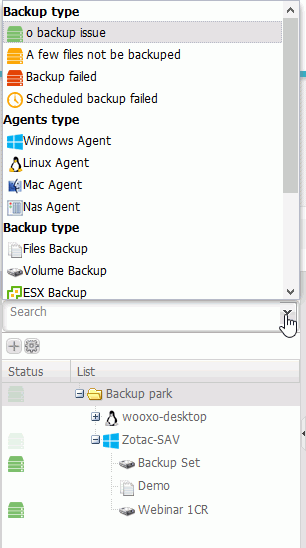 Backup type
o backup issue
A few files not be backuped
Backup failed
Scheduled backup failed
Agents type
Windows Agent
Linux Agent
Mac Agent
Nas Agent
Backup type
Files Backup
Volume Backup
ESX Backup
Search
Status List
Backup park
wooxo-desktop
Zotac-SAV
Backup Set
Demo
Webinar 1CR